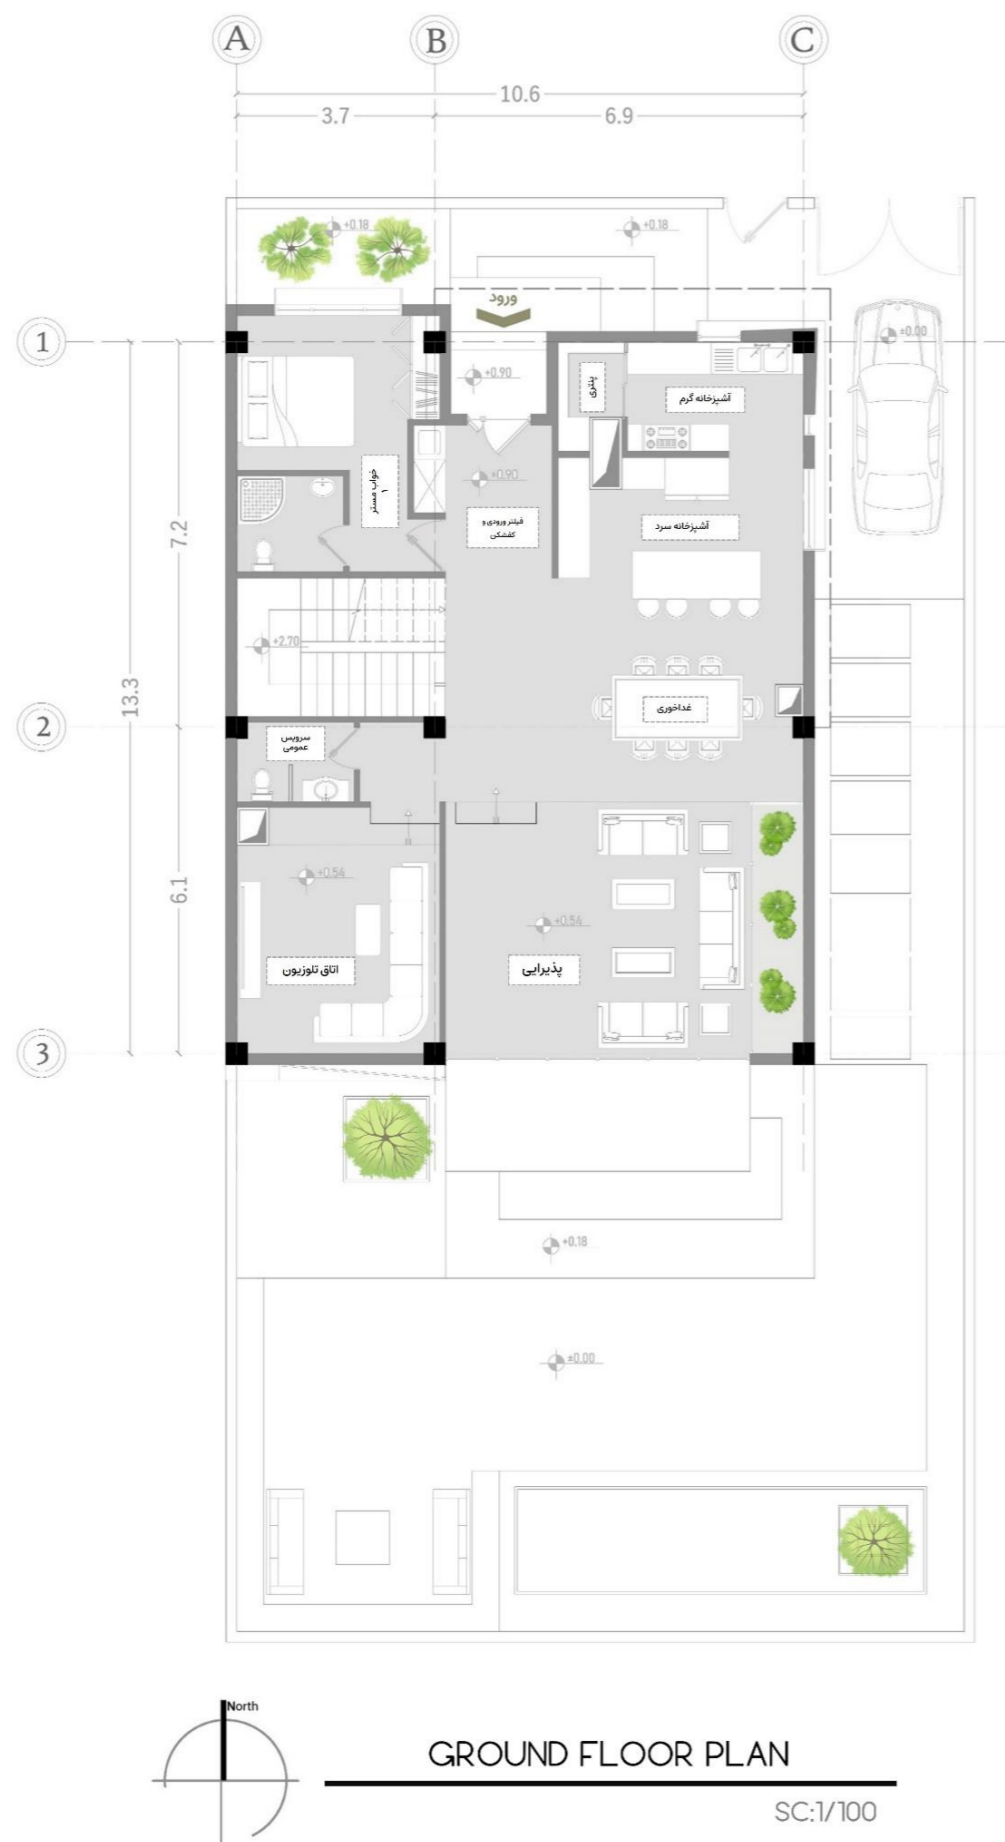 A
B
C
10.6
3.7
6.9
+0.18
+0.18
ورود
1
±0.00
+0.90
پنتری
آشپزخانه گرم
خواب مستر
۱
+0.90
فیلتر ورودی و
کفشکن
آشپزخانه سرد
7.2
+2.70
13.3
غذاخوری
2
سرویس
عمومی
6.1
+0.54
+0.54
اتاق تلوزیون
پذیرایی
3
+0.18
±0.00
North
GROUND FLOOR PLAN
SC:1/100